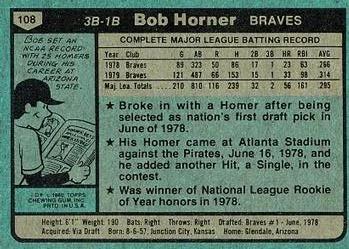 108 3B-1B Bob Horner BRAVES
BOB SET AN
NCAA RECORD
WITH 25 HOMERS
DURING HIS
CAREER AT
ARIZONA
STATE.
COMPLETE MAJOR LEAGUE BATTING RECORD
Year Club G AB R H 2B 3B HR RBI AVG
1978 Braves 89 323 50 86 17 1 23 63 .266
1979 Braves 121 487 66 153 15 1 33 98 .314
Maj. Lea. Totals 210 810 116 239 32 2 56 161 .295
★ Broke in with a Homer after being
selected as nation's first draft pick in
June of 1978.
★ His Homer came at Atlanta Stadium
against the Pirates, June 16, 1978, and
he added another Hit, a Single, in the
contest.
★ Was winner of National League Rookie
of Year honors in 1978.
© 1980 TOPPS
CHEWING GUM, INC.
PRTD. IN U.S.A.
Height: 6'1" Weight: 190 Bats: Right Throws: Right Drafted: Braves #1 - June, 1978
Acquired: Via Draft Born: 8-6-57, Junction City, Kansas Home: Glendale, Arizona